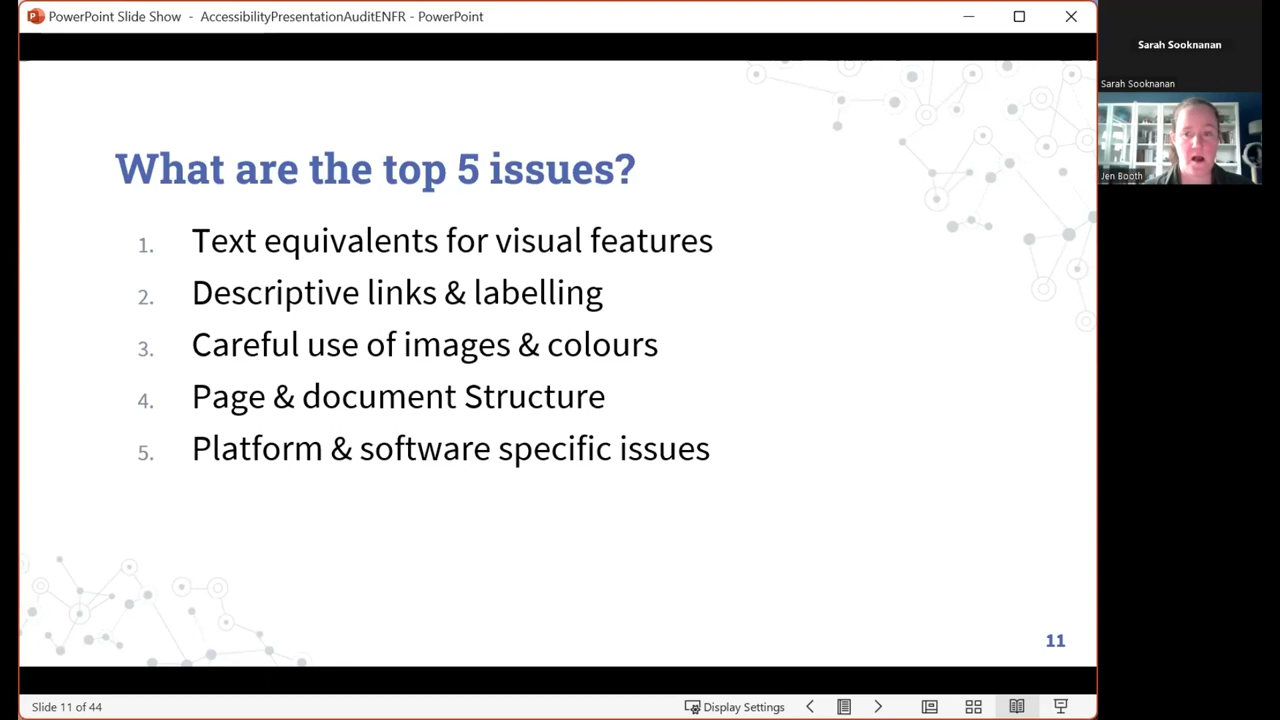 PowerPoint Slide Show - AccessibilityPresentationAuditENFR - PowerPoint
Sarah Sooknanan
Sarah Sooknanan
Jen Booth
What are the top 5 issues?
1. Text equivalents for visual features
2. Descriptive links & labelling
3. Careful use of images & colours
4. Page & document Structure
5. Platform & software specific issues
11
Slide 11 of 44
Display Settings